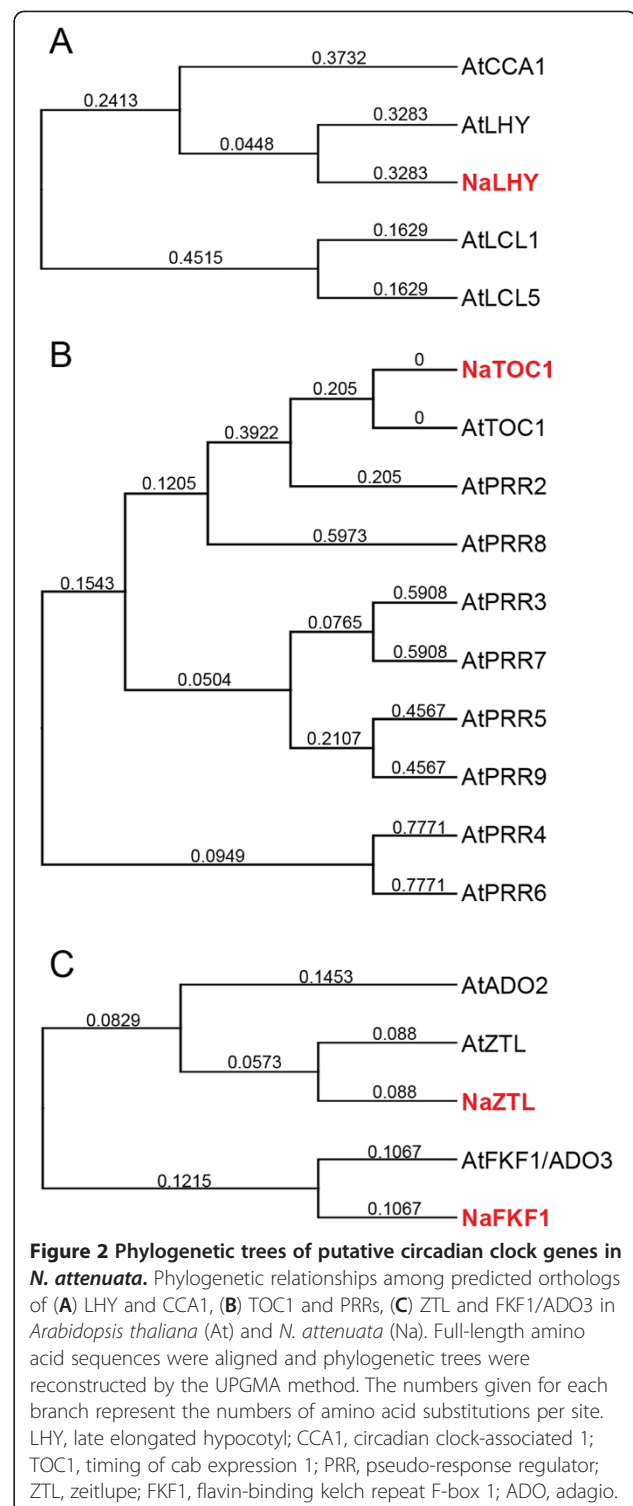 A
0.3732
AtCCA1
0.2413
0.3283
AtLHY
0.0448
0.3283
NaLHY
0.1629
AtLCL1
0.4515
0.1629
AtLCL5
B
0
NaTOC1
0.205
0
AtTOC1
0.3922
0.205
AtPRR2
0.1205
0.5973
AtPRR8
0.1543
0.5908
AtPRR3
0.0765
0.5908
AtPRR7
0.0504
0.4567
AtPRR5
0.2107
0.4567
AtPRR9
0.7771
AtPRR4
0.0949
0.7771
AtPRR6
C
0.1453
AtADO2
0.0829
0.088
AtZTL
0.0573
0.088
NaZTL
0.1067
AtFKF1/ADO3
0.1215
0.1067
NaFKF1
Figure 2 Phylogenetic trees of putative circadian clock genes in
N. attenuata. Phylogenetic relationships among predicted orthologs
of (A) LHY and CCA1, (B) TOC1 and PRRs, (C) ZTL and FKF1/ADO3 in
Arabidopsis thaliana (At) and N. attenuata (Na). Full-length amino
acid sequences were aligned and phylogenetic trees were
reconstructed by the UPGMA method. The numbers given for each
branch represent the numbers of amino acid substitutions per site.
LHY, late elongated hypocotyl; CCA1, circadian clock-associated 1;
TOC1, timing of cab expression 1; PRR, pseudo-response regulator;
ZTL, zeitlupe; FKF1, flavin-binding kelch repeat F-box 1; ADO, adagio.